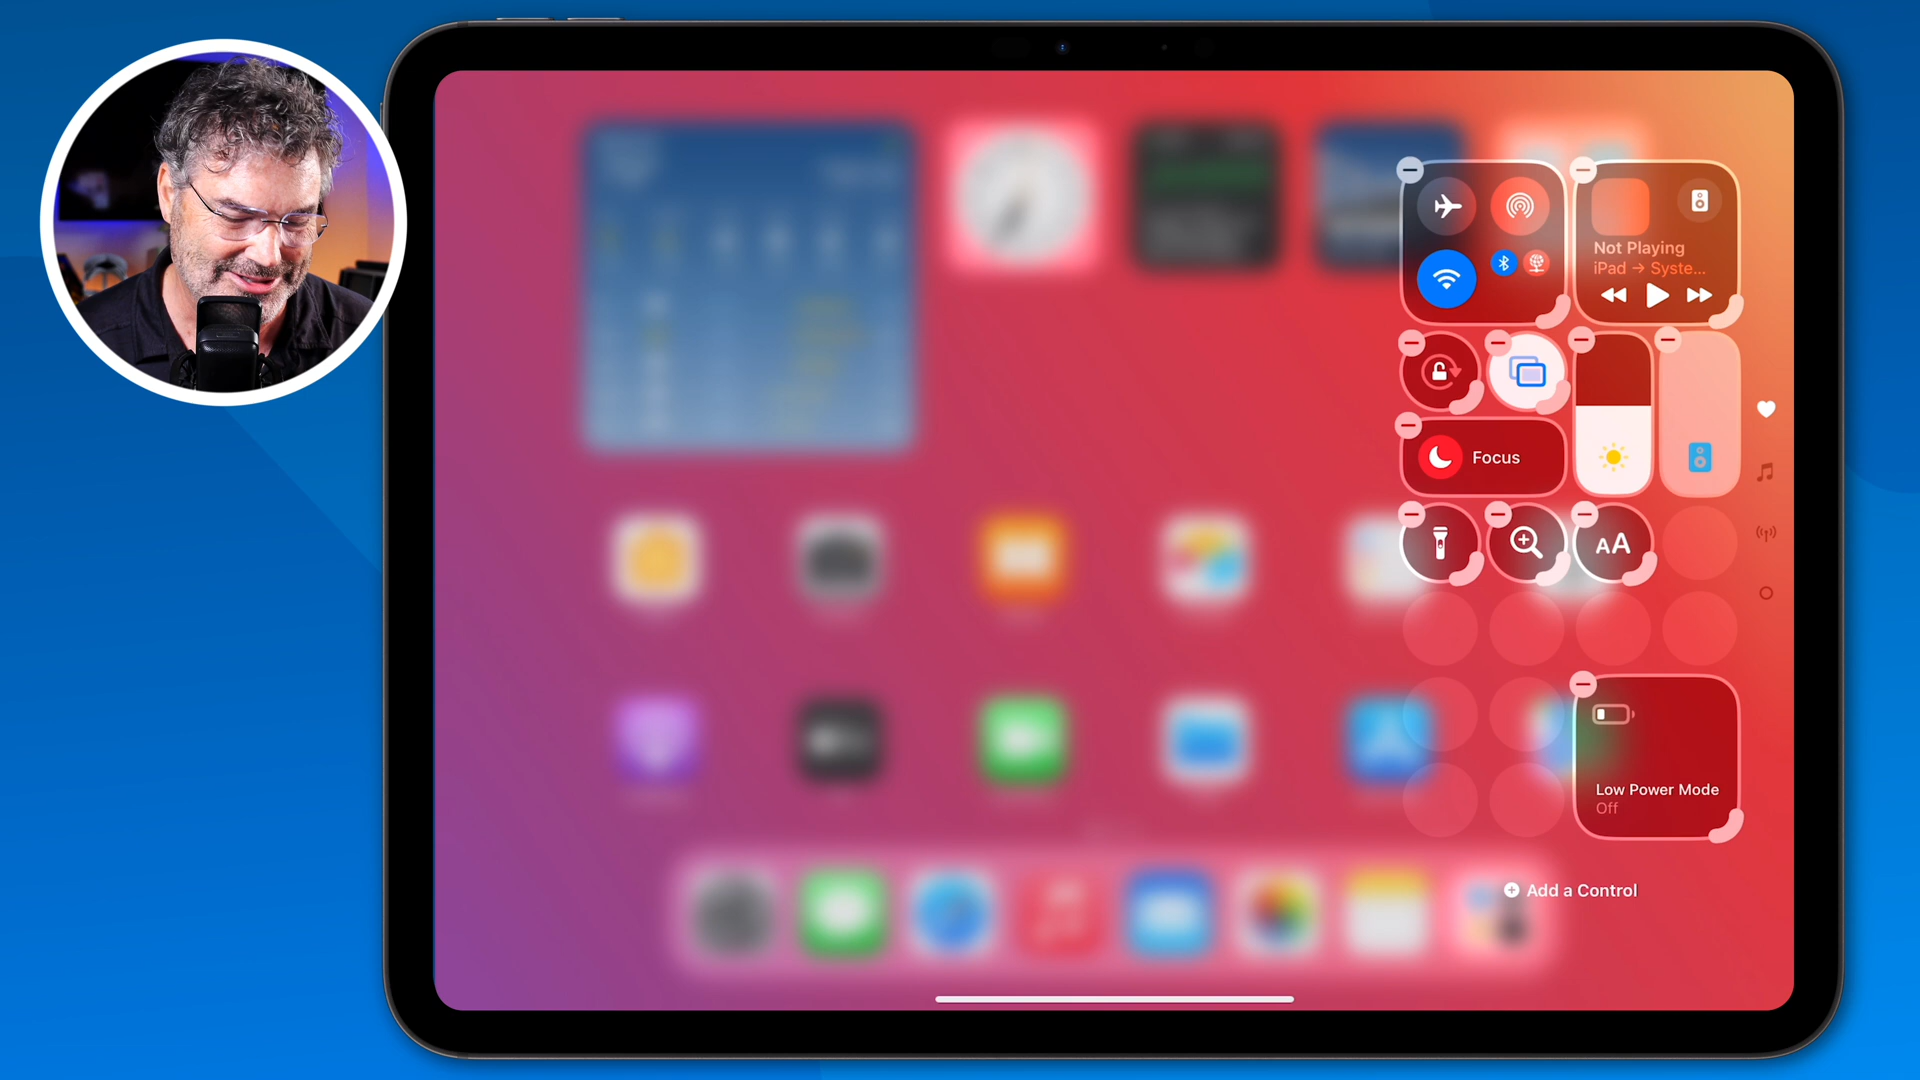 Not Playing
iPad → Syste...
Focus
AA
Low Power Mode
Off
Add a Control